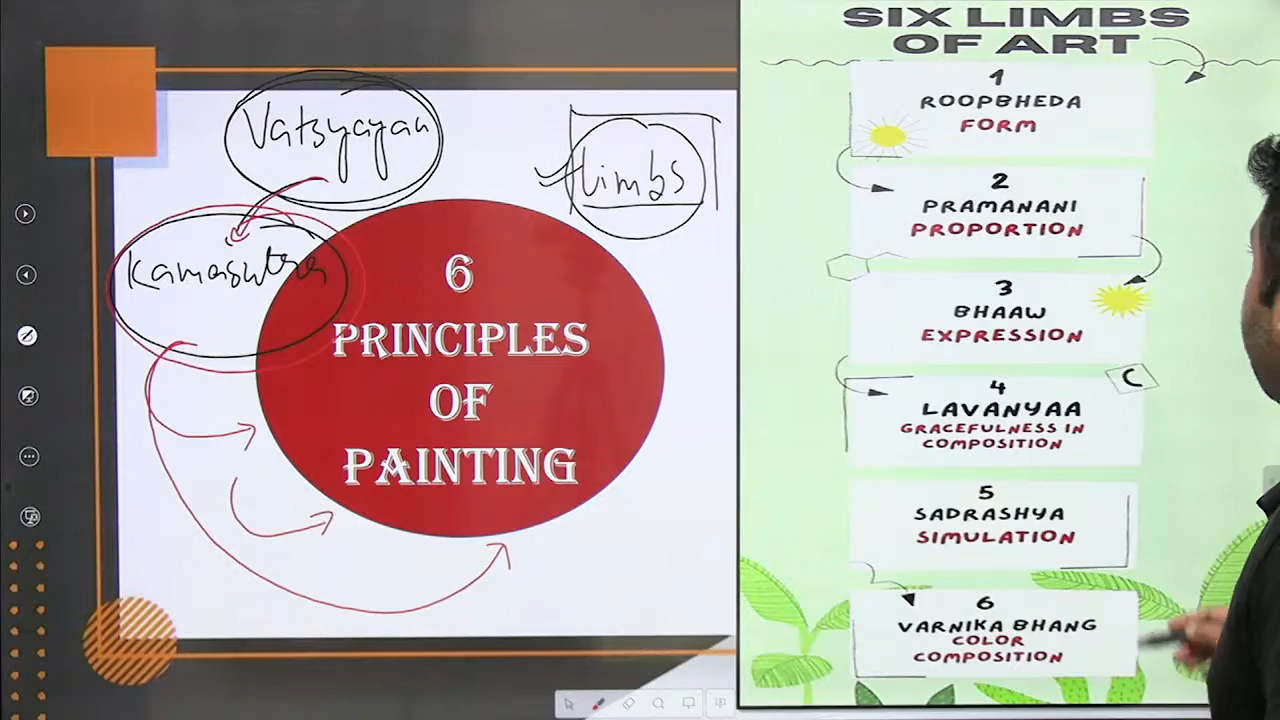 Vatsyayan
Kamasutra
limbs
6
PRINCIPLES
OF
PAINTING
SIX LIMBS
OF ART
1
ROOPBHEDA
FORM
2
PRAMANANI
PROPORTION
3
BHAAW
EXPRESSION
C
4
LAVANYAA
GRACEFULNESS IN
COMPOSITION
5
SADRASHYA
SIMULATION
6
VARNIKA BHANG
COLOR
COMPOSITION